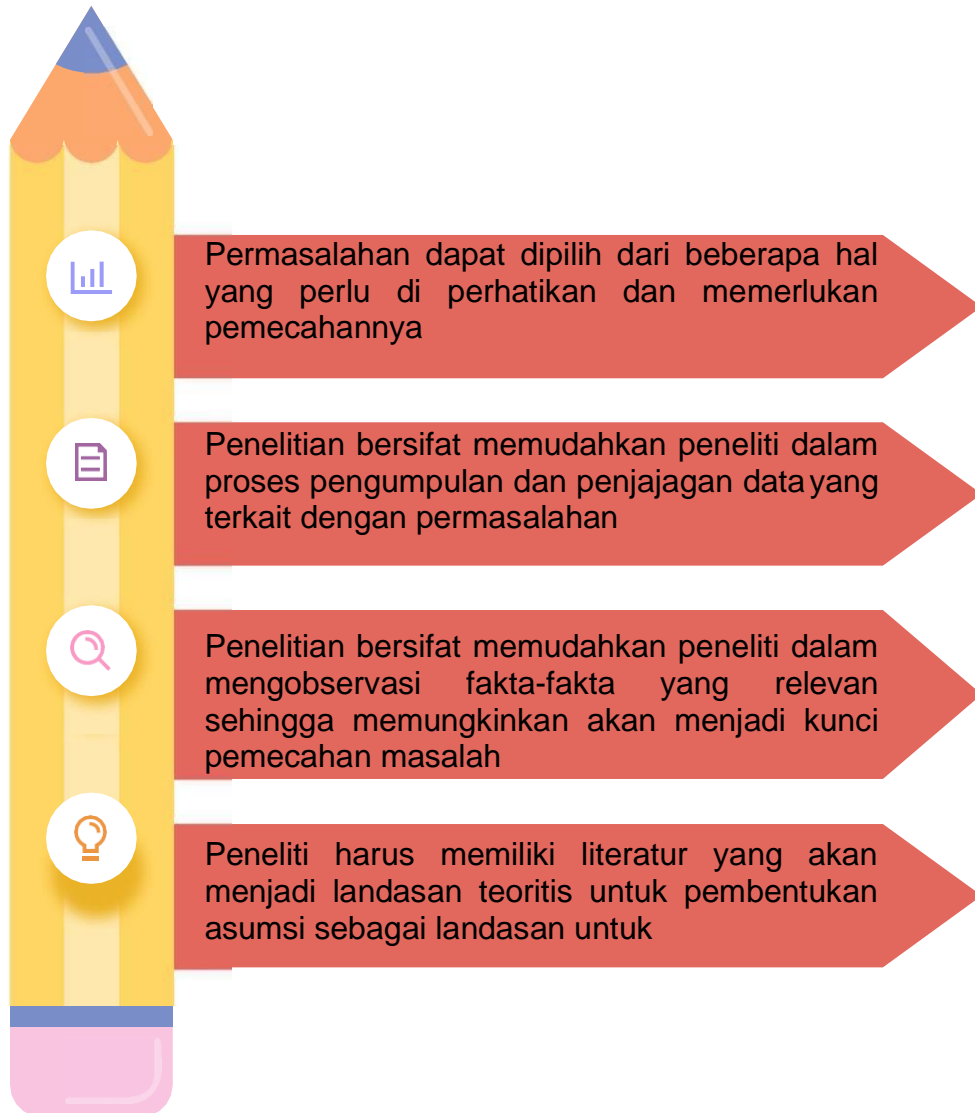 Permasalahan dapat dipilih dari beberapa hal
yang perlu di perhatikan dan memerlukan
pemecahannya
Penelitian bersifat memudahkan peneliti dalam
proses pengumpulan dan penjajagan data yang
terkait dengan permasalahan
Penelitian bersifat memudahkan peneliti dalam
mengobservasi fakta-fakta yang relevan
sehingga memungkinkan akan menjadi kunci
pemecahan masalah
Peneliti harus memiliki literatur yang akan
menjadi landasan teoritis untuk pembentukan
asumsi sebagai landasan untuk